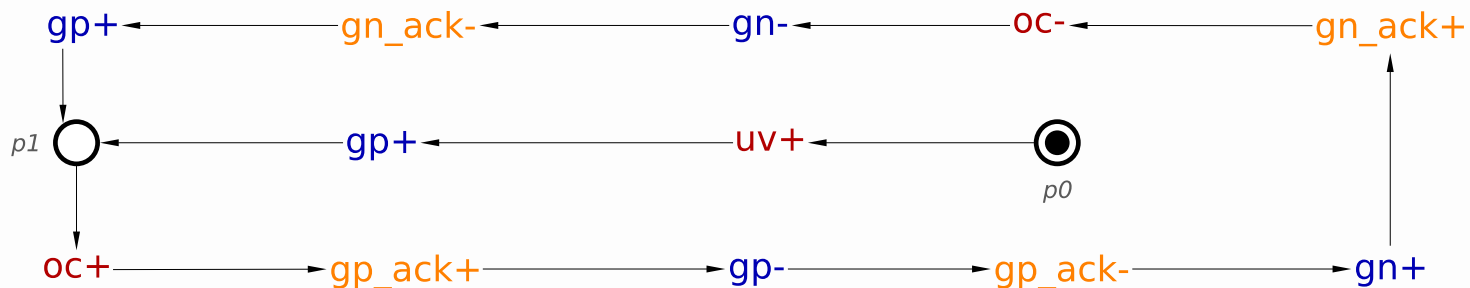 gp+ gn_ack- gn- oc- gn_ack+
p1 gp+ uv+
p0
oc+ gp_ack+ gp- gp_ack- gn+